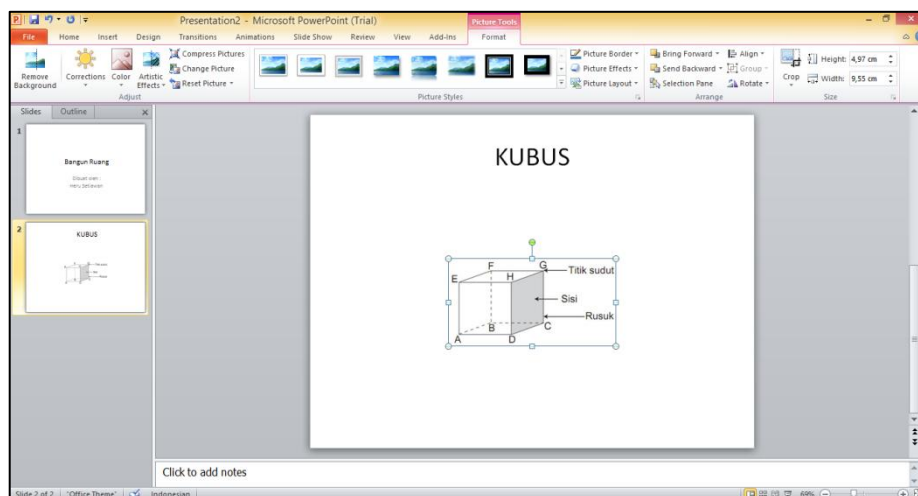 Presentation2 - Microsoft PowerPoint (Trial)
Picture Tools
File Home Insert Design Transitions Animations Slide Show Review View Add-Ins Format
Remove Background
Corrections
Color
Artistic Effects
Compress Pictures
Change Picture
Reset Picture
Adjust
Picture Styles
Picture Border
Picture Effects
Picture Layout
Bring Forward
Send Backward
Selection Pane
Align
Group
Rotate
Arrange
Crop
Height: 4,97 cm
Width: 9,55 cm
Size
Slides Outline
1
Bangun Ruang
2
KUBUS
KUBUS
F G Titik sudut
E H
Sisi
Rusuk
B C
A D
Click to add notes
Slide 2 of 2 "Office Theme" Indonesian 69%